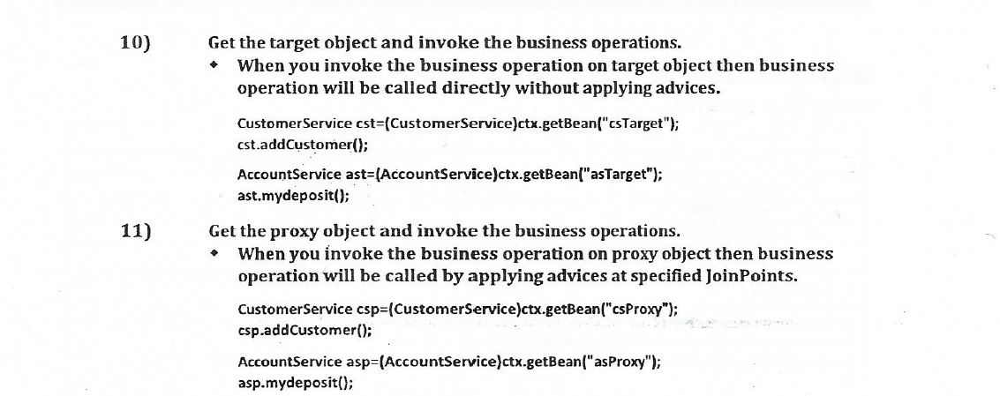 10) Get the target object and invoke the business operations.
◆ When you invoke the business operation on target object then business
operation will be called directly without applying advices.
CustomerService cst=(CustomerService)ctx.getBean("csTarget");
cst.addCustomer();
AccountService ast=(AccountService)ctx.getBean("asTarget");
ast.mydeposit();
11) Get the proxy object and invoke the business operations.
◆ When you invoke the business operation on proxy object then business
operation will be called by applying advices at specified JoinPoints.
CustomerService csp=(CustomerService)ctx.getBean("csProxy");
csp.addCustomer();
AccountService asp=(AccountService)ctx.getBean("asProxy");
asp.mydeposit();